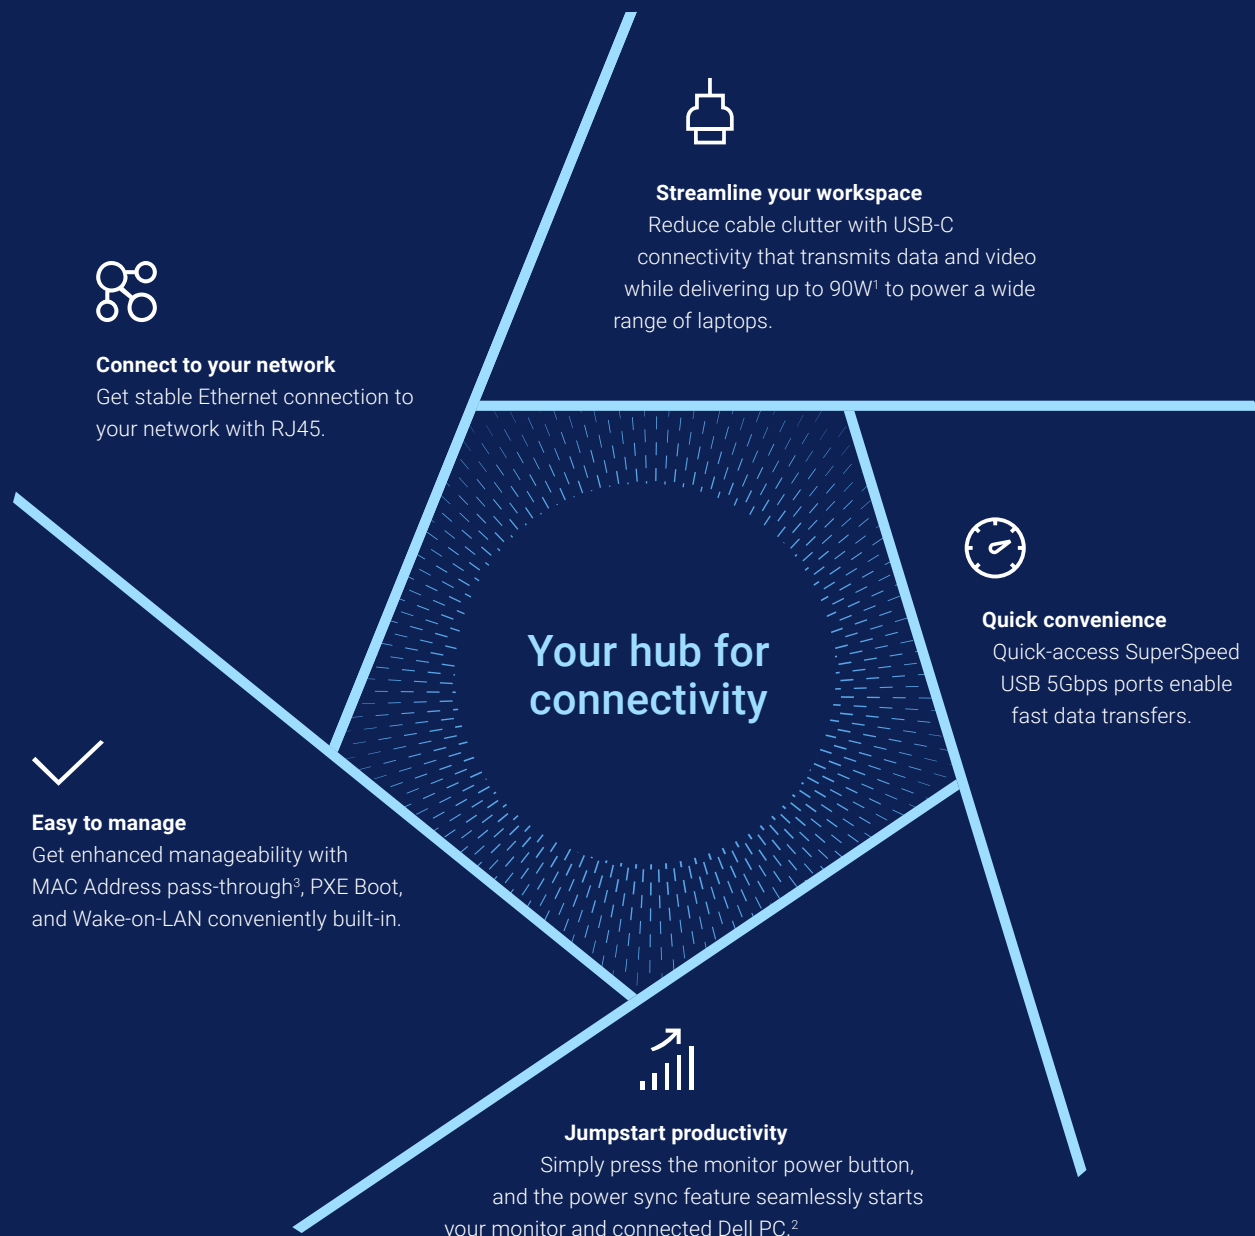 Streamline your workspace
Reduce cable clutter with USB-C
connectivity that transmits data and video
while delivering up to 90W¹ to power a wide
range of laptops.
Connect to your network
Get stable Ethernet connection to
your network with RJ45.
Quick convenience
Quick-access SuperSpeed
USB 5Gbps ports enable
fast data transfers.
Your hub for
connectivity
Easy to manage
Get enhanced manageability with
MAC Address pass-through³, PXE Boot,
and Wake-on-LAN conveniently built-in.
Jumpstart productivity
Simply press the monitor power button,
and the power sync feature seamlessly starts
your monitor and connected Dell PC.²